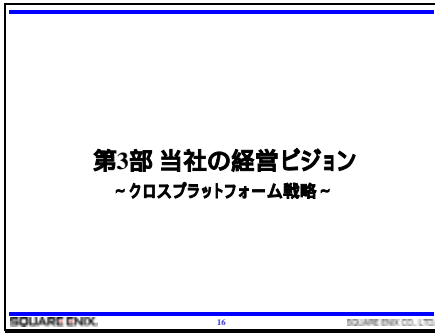 第3部 当社の経営ビジョン
~クロスプラットフォーム戦略~
SQUARE ENIX.
16
SQUARE ENIX CO., LTD.